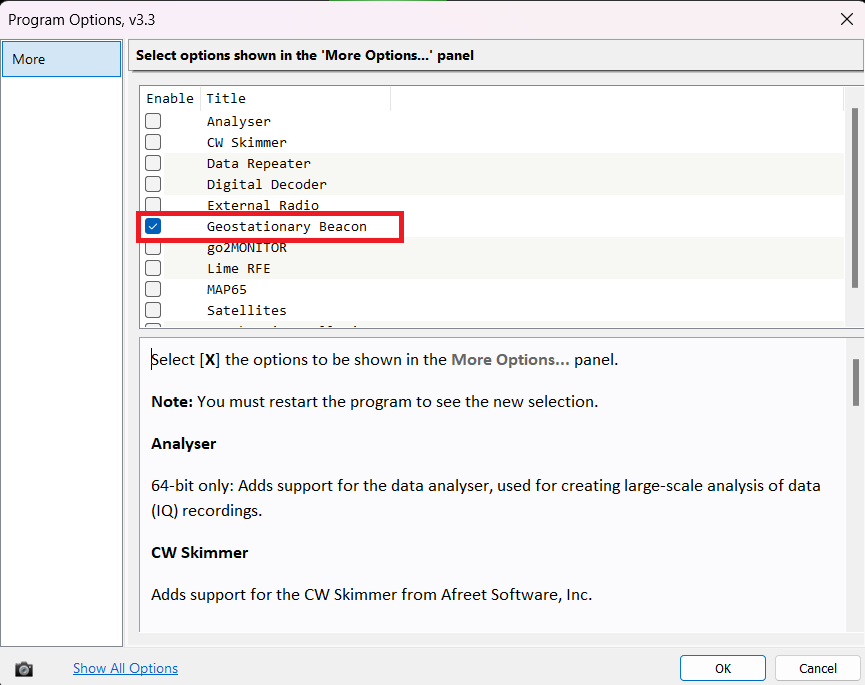 Program Options, v3.3
More
Select options shown in the 'More Options...' panel
Enable Title
Analyser
CW Skimmer
Data Repeater
Digital Decoder
External Radio
Geostationary Beacon
go2MONITOR
Lime RFE
MAP65
Satellites
Select [X] the options to be shown in the More Options... panel.
Note: You must restart the program to see the new selection.
Analyser
64-bit only: Adds support for the data analyser, used for creating large-scale analysis of data
(IQ) recordings.
CW Skimmer
Adds support for the CW Skimmer from Afreet Software, Inc.
Show All Options
OK
Cancel